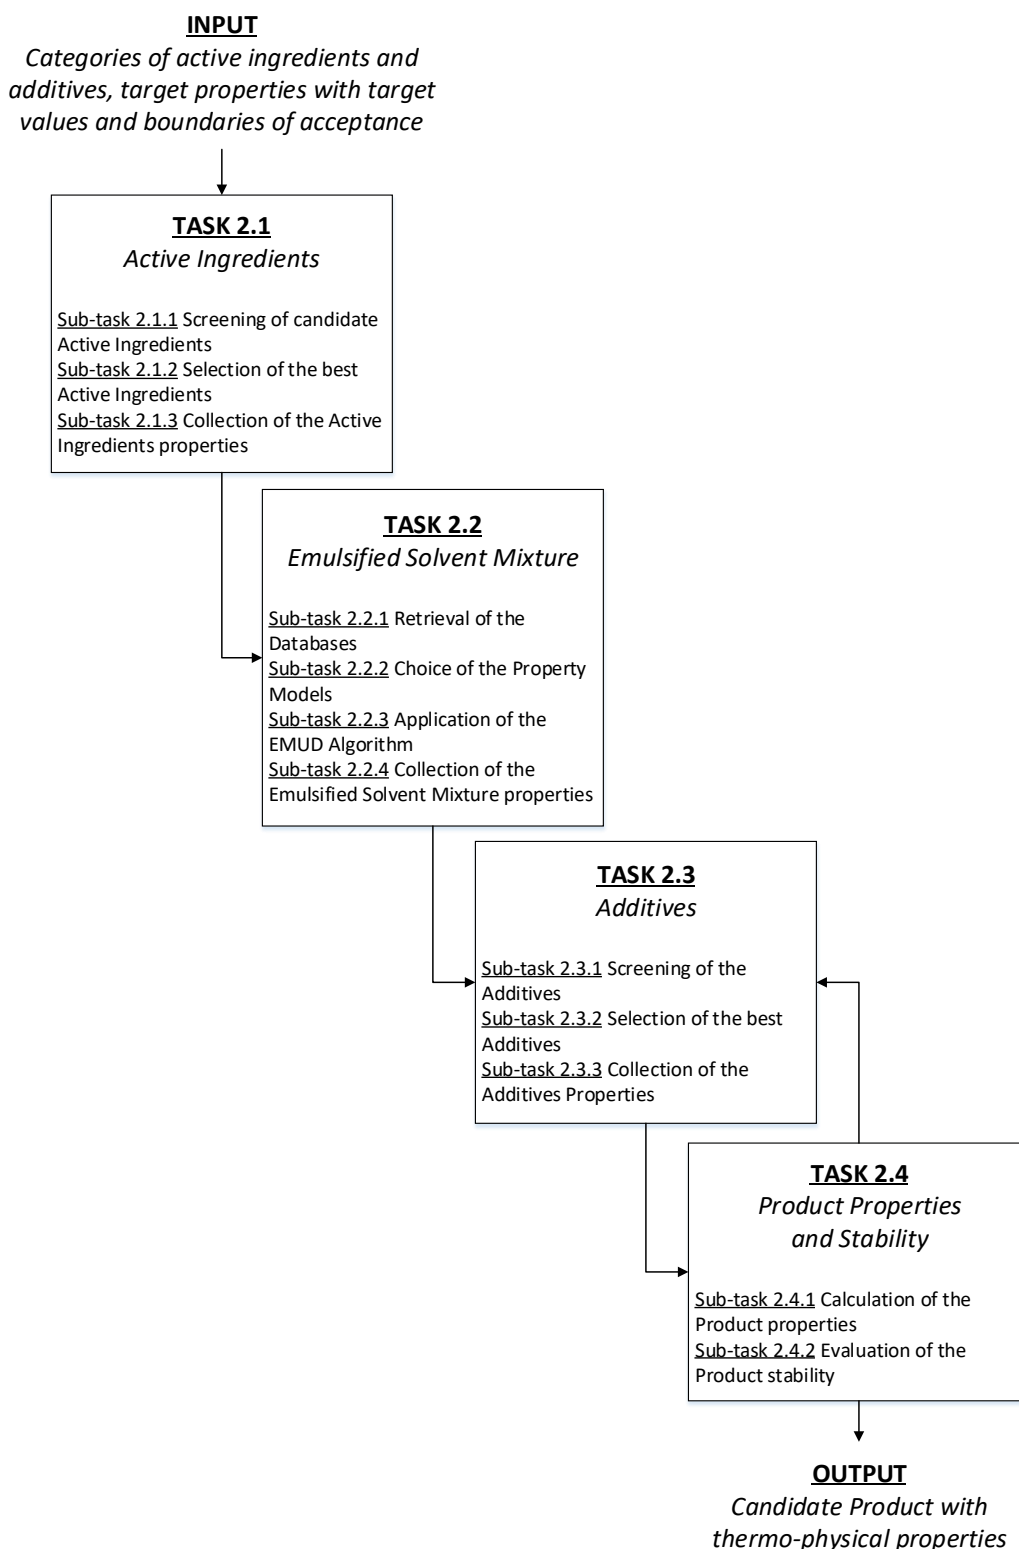 INPUT
Categories of active ingredients and
additives, target properties with target
values and boundaries of acceptance
TASK 2.1
Active Ingredients
Sub-task 2.1.1 Screening of candidate
Active Ingredients
Sub-task 2.1.2 Selection of the best
Active Ingredients
Sub-task 2.1.3 Collection of the Active
Ingredients properties
TASK 2.2
Emulsified Solvent Mixture
Sub-task 2.2.1 Retrieval of the
Databases
Sub-task 2.2.2 Choice of the Property
Models
Sub-task 2.2.3 Application of the
EMUD Algorithm
Sub-task 2.2.4 Collection of the
Emulsified Solvent Mixture properties
TASK 2.3
Additives
Sub-task 2.3.1 Screening of the
Additives
Sub-task 2.3.2 Selection of the best
Additives
Sub-task 2.3.3 Collection of the
Additives Properties
TASK 2.4
Product Properties
and Stability
Sub-task 2.4.1 Calculation of the
Product properties
Sub-task 2.4.2 Evaluation of the
Product stability
OUTPUT
Candidate Product with
thermo-physical properties